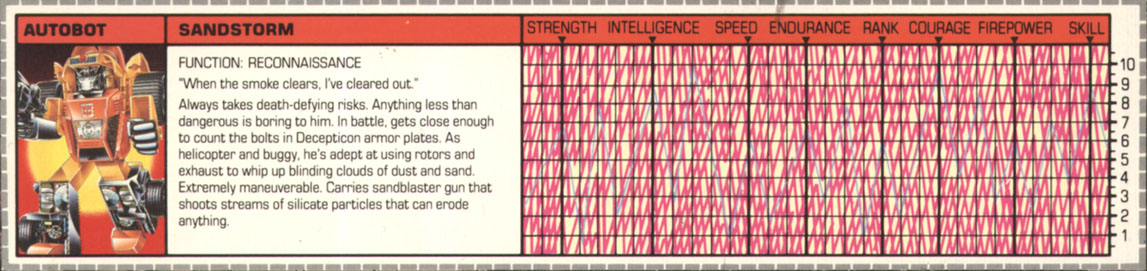 AUTOBOT
SANDSTORM
FUNCTION: RECONNAISSANCE
"When the smoke clears, I've cleared out."
Always takes death-defying risks. Anything less than
dangerous is boring to him. In battle, gets close enough
to count the bolts in Decepticon armor plates. As
helicopter and buggy, he's adept at using rotors and
exhaust to whip up blinding clouds of dust and sand.
Extremely maneuverable. Carries sandblaster gun that
shoots streams of silicate particles that can erode
anything.
STRENGTH INTELLIGENCE SPEED ENDURANCE RANK COURAGE FIREPOWER SKILL
10
9
8
7
6
5
4
3
2
1